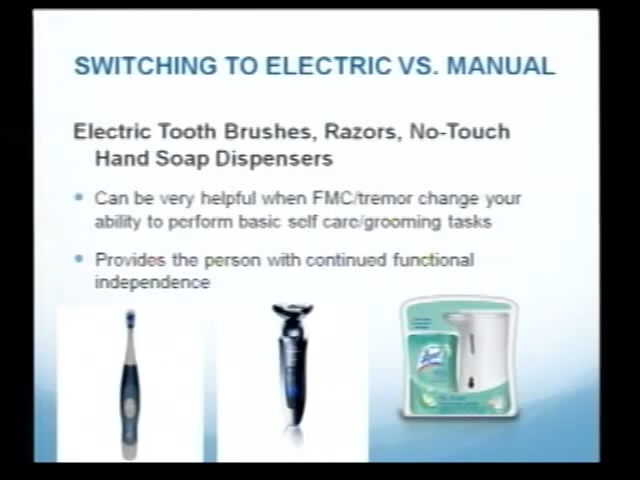 SWITCHING TO ELECTRIC VS. MANUAL
Electric Tooth Brushes, Razors, No-Touch
Hand Soap Dispensers
Can be very helpful when FMC/tremor change your
ability to perform basic self care/grooming tasks
Provides the person with continued functional
independence